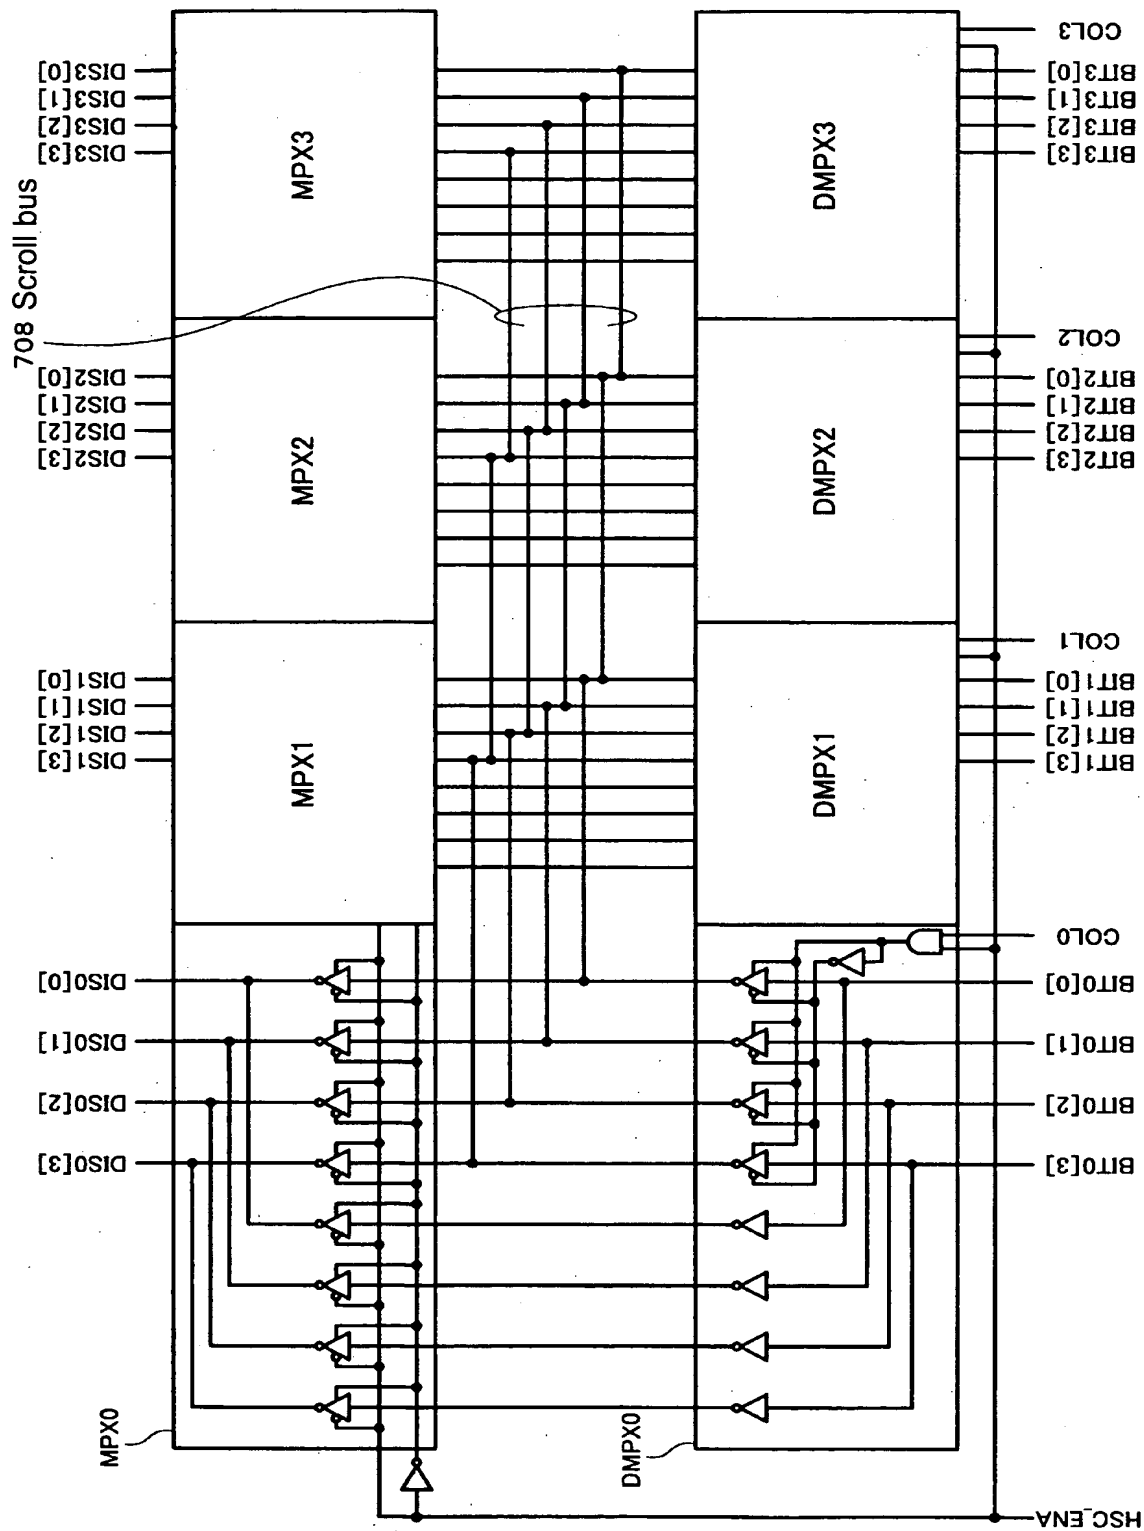 708 Scroll bus
DIS3[0]
DIS3[1]
DIS3[2]
DIS3[3]
DIS2[0]
DIS2[1]
DIS2[2]
DIS2[3]
DIS1[0]
DIS1[1]
DIS1[2]
DIS1[3]
DIS0[0]
DIS0[1]
DIS0[2]
DIS0[3]
MPX3
MPX2
MPX1
MPX0
DMPX3
DMPX2
DMPX1
DMPX0
COL3
BIT3[0]
BIT3[1]
BIT3[2]
BIT3[3]
COL2
BIT2[0]
BIT2[1]
BIT2[2]
BIT2[3]
COL1
BIT1[0]
BIT1[1]
BIT1[2]
BIT1[3]
COL0
BIT0[0]
BIT0[1]
BIT0[2]
BIT0[3]
HSC_ENA